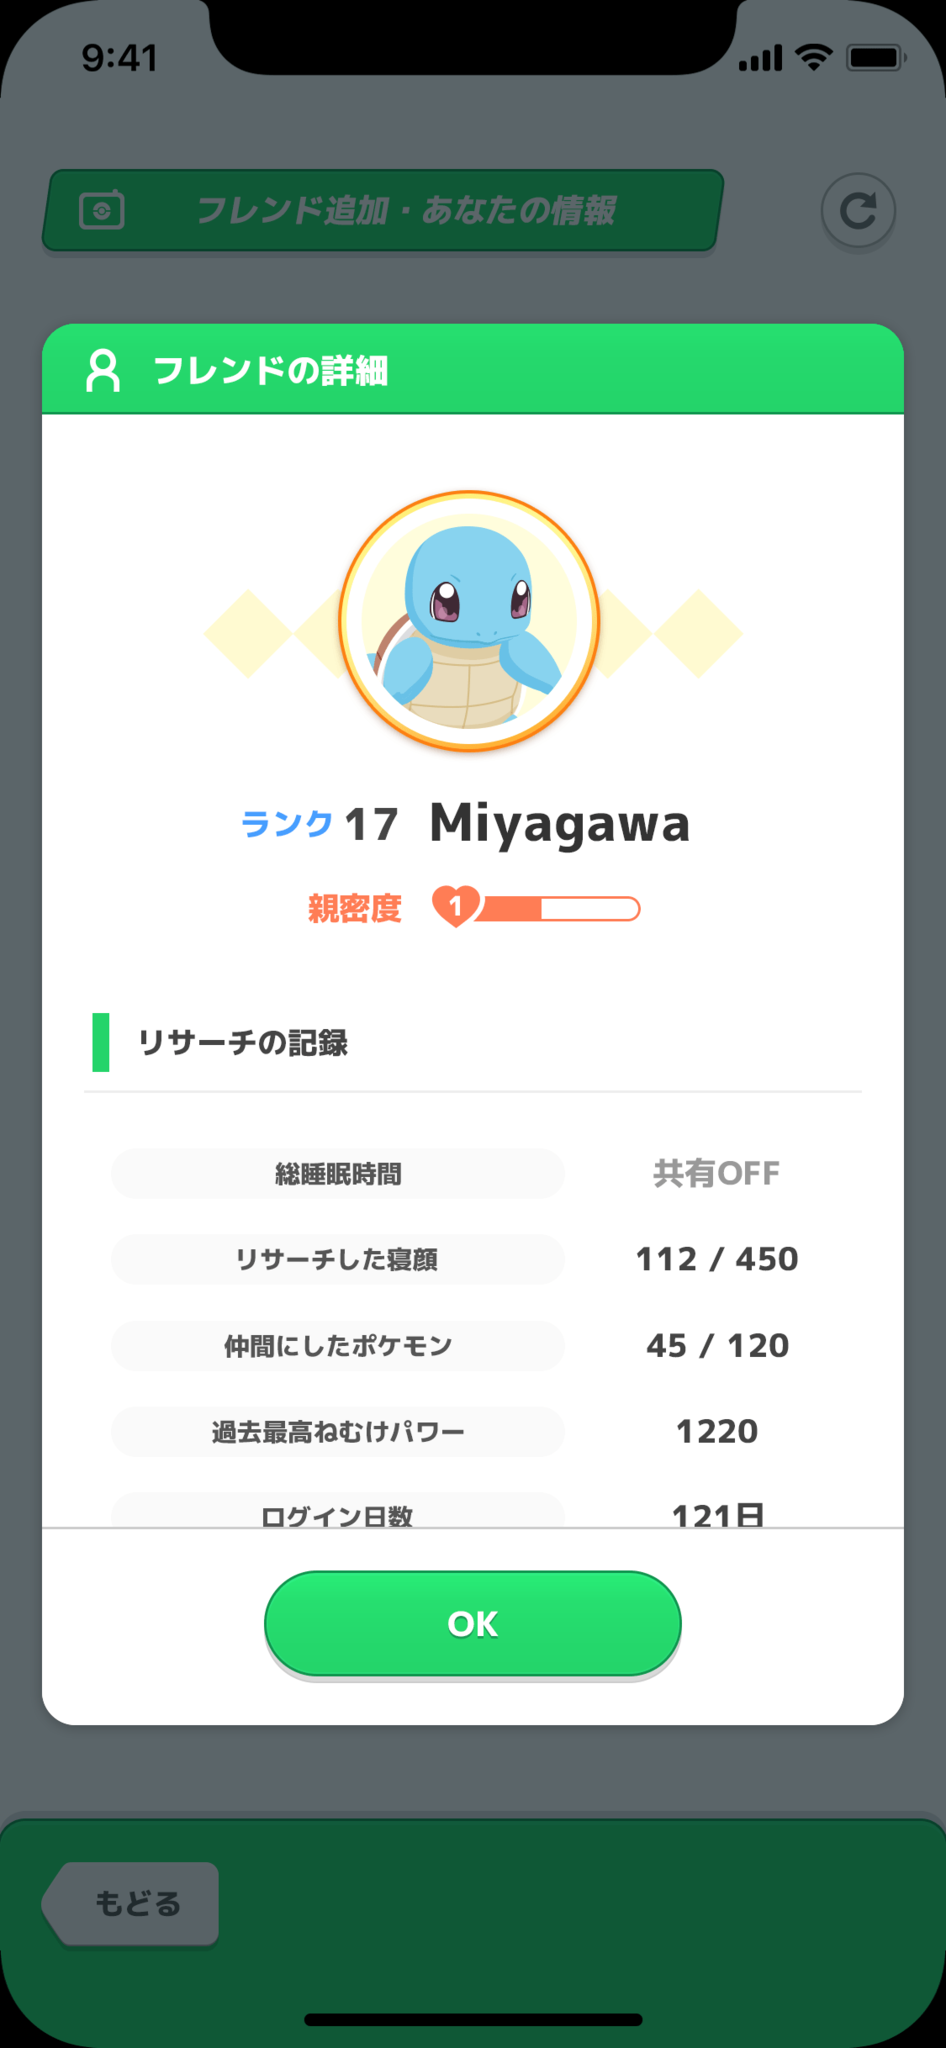 9:41
フレンド追加・あなたの情報
フレンドの詳細
ランク 17 Miyagawa
親密度 1
リサーチの記録
総睡眠時間 共有OFF
リサーチした寝顔 112 / 450
仲間にしたポケモン 45 / 120
過去最高ねむけパワー 1220
ログイン日数 121日
OK
もどる